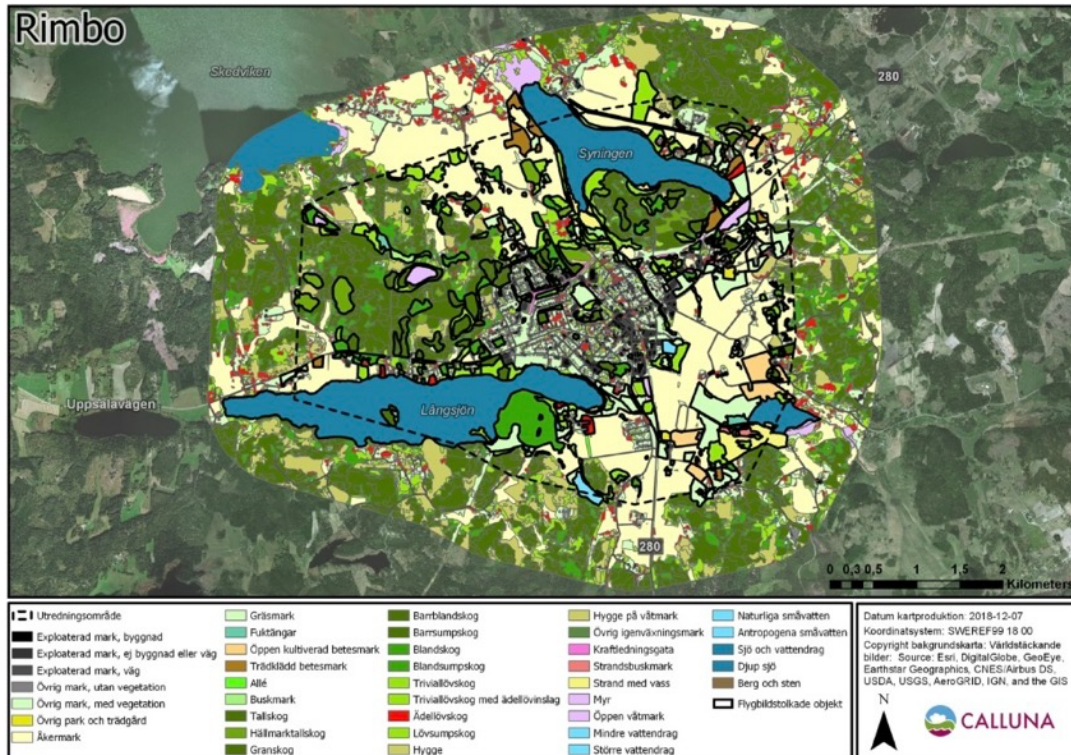 Rimbo
Skedviken
280
Syningen
Uppsalavägen
Långsjön
280
0 0,3 0,5 1 1,5 2
Kilometers
Utredningsområde
Exploaterad mark, byggnad
Exploaterad mark, ej byggnad eller väg
Exploaterad mark, väg
Övrig mark, utan vegetation
Övrig mark, med vegetation
Övrig park och trädgård
Åkermark
Gräsmark
Fuktängar
Öppen kultiverad betesmark
Trädklädd betesmark
Allé
Buskmark
Tallskog
Hällmarktallskog
Granskog
Barrblandskog
Barrsumpskog
Blandskog
Blandsumpskog
Triviallövskog
Triviallövskog med ädellövinslag
Ädellövskog
Lövsumpskog
Hygge
Hygge på våtmark
Övrig igenväxningsmark
Kraftledningsgata
Strandsbuskmark
Strand med vass
Myr
Öppen våtmark
Mindre vattendrag
Större vattendrag
Naturliga småvatten
Antropogena småvatten
Sjö och vattendrag
Djup sjö
Berg och sten
Flygbildstolkade objekt
Datum kartproduktion: 2018-12-07
Koordinatsystem: SWEREF99 18 00
Copyright bakgrundskarta: Världstäckande
bilder: Source: Esri, DigitalGlobe, GeoEye,
Earthstar Geographics, CNES/Airbus DS,
USDA, USGS, AeroGRID, IGN, and the GIS
N
CALLUNA